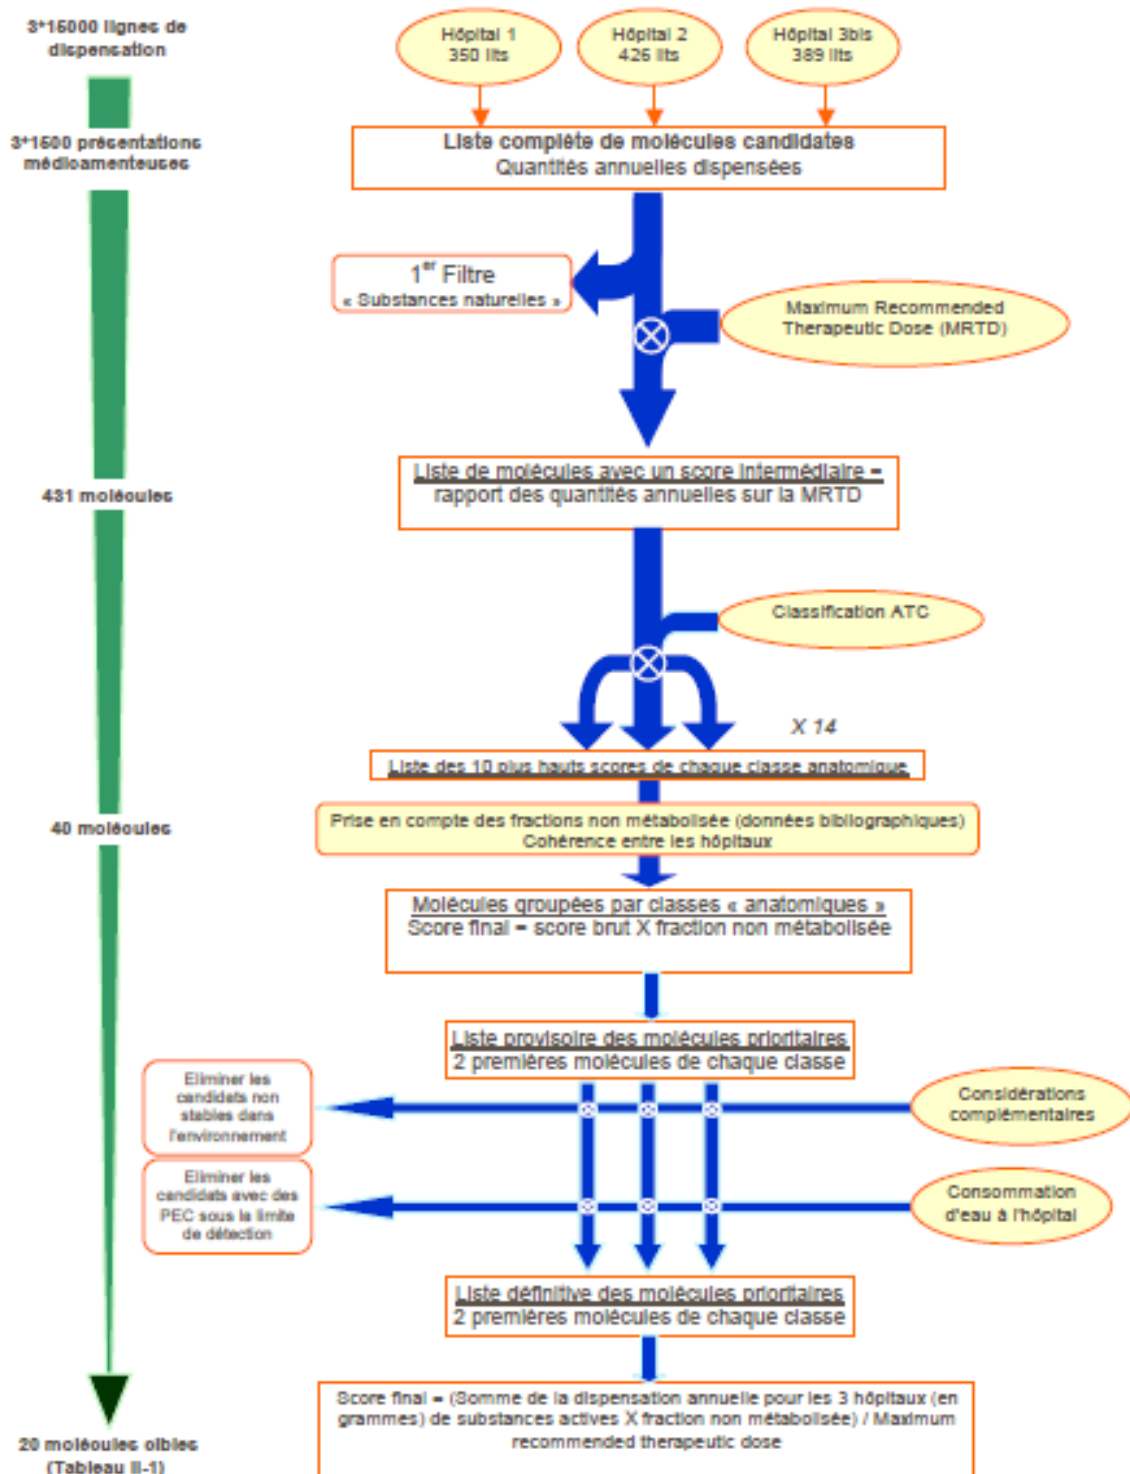 3*15000 lignes de
dispensation
Hôpital 1
350 lits
Hôpital 2
426 lits
Hôpital 3bis
389 lits
3*1500 présentations
médicamenteuses
Liste complète de molécules candidates
Quantités annuelles dispensées
1er Filtre
« Substances naturelles »
Maximum Recommended
Therapeutic Dose (MRTD)
431 molécules
Liste de molécules avec un score intermédiaire =
rapport des quantités annuelles sur la MRTD
Classification ATC
X 14
Liste des 10 plus hauts scores de chaque classe anatomique
40 molécules
Prise en compte des fractions non métabolisée (données bibliographiques)
Cohérence entre les hôpitaux
Molécules groupées par classes « anatomiques »
Score final = score brut X fraction non métabolisée
Liste provisoire des molécules prioritaires
2 premières molécules de chaque classe
Eliminer les
candidats non
stables dans
l'environnement
Considérations
complémentaires
Eliminer les
candidats avec des
PEC sous la limite
de détection
Consommation
d'eau à l'hôpital
Liste définitive des molécules prioritaires
2 premières molécules de chaque classe
Score final = (Somme de la dispensation annuelle pour les 3 hôpitaux (en
grammes) de substances actives X fraction non métabolisée) / Maximum
recommended therapeutic dose
20 molécules cibles
(Tableau II-1)